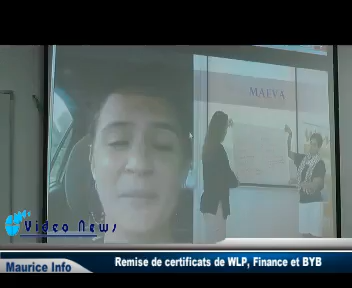 MAEVA
Video News
Maurice Info
Remise de certificats de WLP, Finance et BYB